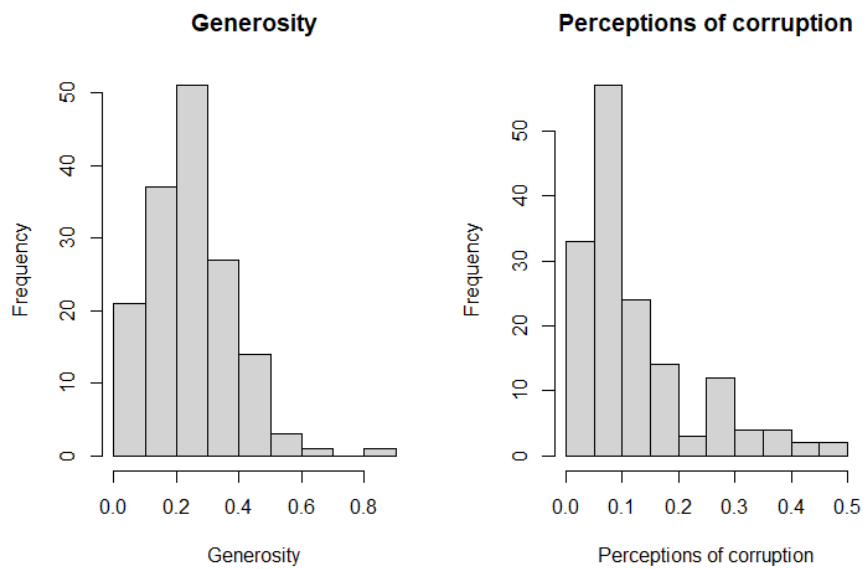 Generosity
Frequency
0 10 20 30 40 50
0.0 0.2 0.4 0.6 0.8
Generosity
Perceptions of corruption
Frequency
0 10 20 30 40 50
0.0 0.1 0.2 0.3 0.4 0.5
Perceptions of corruption